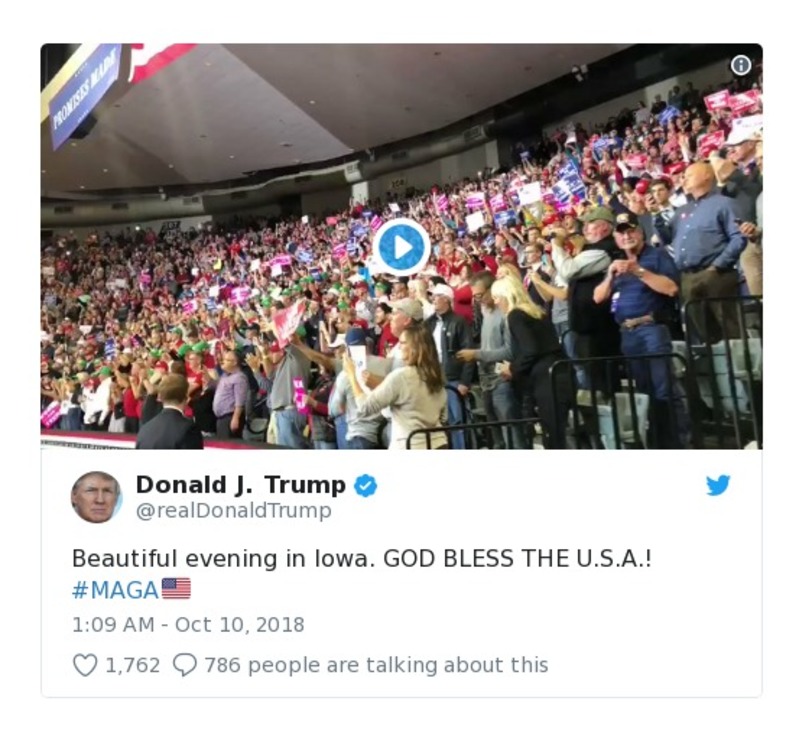 PROMISES MADE
Donald J. Trump
@realDonaldTrump
Beautiful evening in Iowa. GOD BLESS THE U.S.A.!
#MAGA🇺🇸
1:09 AM - Oct 10, 2018
1,762 786 people are talking about this